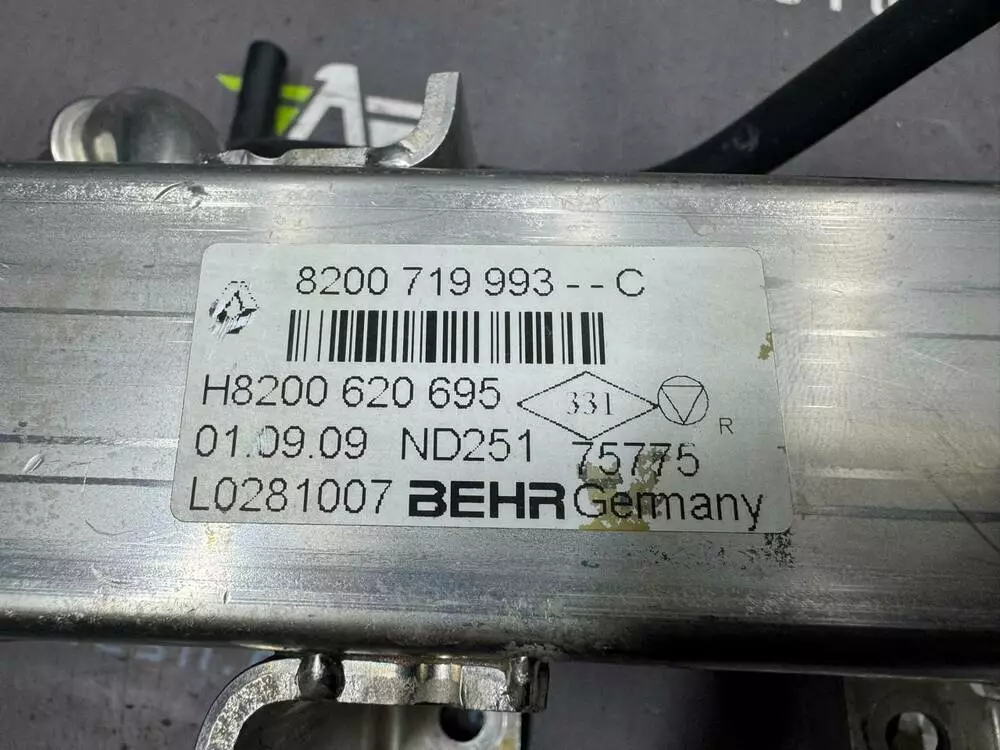 8200 719 993 -- C
H8200 620 695 331
R
01.09.09 ND251 75775
L0281007 BEHR Germany